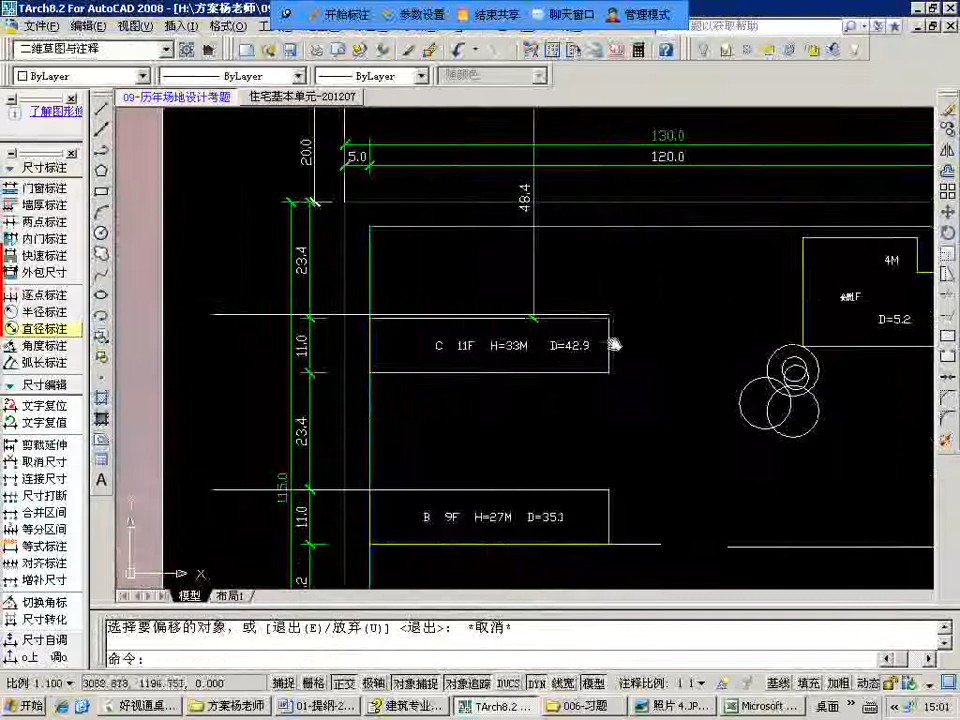 TArch8.2 For AutoCAD 2008 - [H:\方案杨老师\09
开始标注 参数设置 结束共享 聊天窗口 管理模式
文件(F) 编辑(E) 视图(V) 插入(I) 格式(O)
二维草图与注释
ByLayer ByLayer ByLayer 随颜色
了解图形
09-历年场地设计考题 住宅基本单元-201207
尺寸标注
门窗标注
墙厚标注
两点标注
内门标注
快速标注
外包尺寸
逐点标注
半径标注
直径标注
角度标注
弧长标注
尺寸编辑
文字复位
文字复值
剪裁延伸
取消尺寸
连接尺寸
尺寸打断
合并区间
等分区间
等式标注
对齐标注
增补尺寸
切换角标
尺寸转化
尺寸自调
上 调
130.0
20.0 5.0 120.0
48.4
23.4
4M
D=5.2
11.0 C 11F H=33M D=42.9
23.4
115.0
11.0 B 9F H=27M D=35.1
Y
X
模型 布局1
选择要偏移的对象，或 [退出(E)/放弃(U)] <退出>: *取消*
命令:
比例 1:100 3082.873, 1196.751, 0.000 捕捉 栅格 正交 极轴 对象捕捉 对象追踪 DUCS DYN 线宽 模型 注释比例: 基线 填充 加粗 动态
开始 好视通桌... 方案杨老师 01-提纲-2... 建筑专业... TArch8.2... 006-习题 照片 4.JP... Microsoft... 桌面 15:01